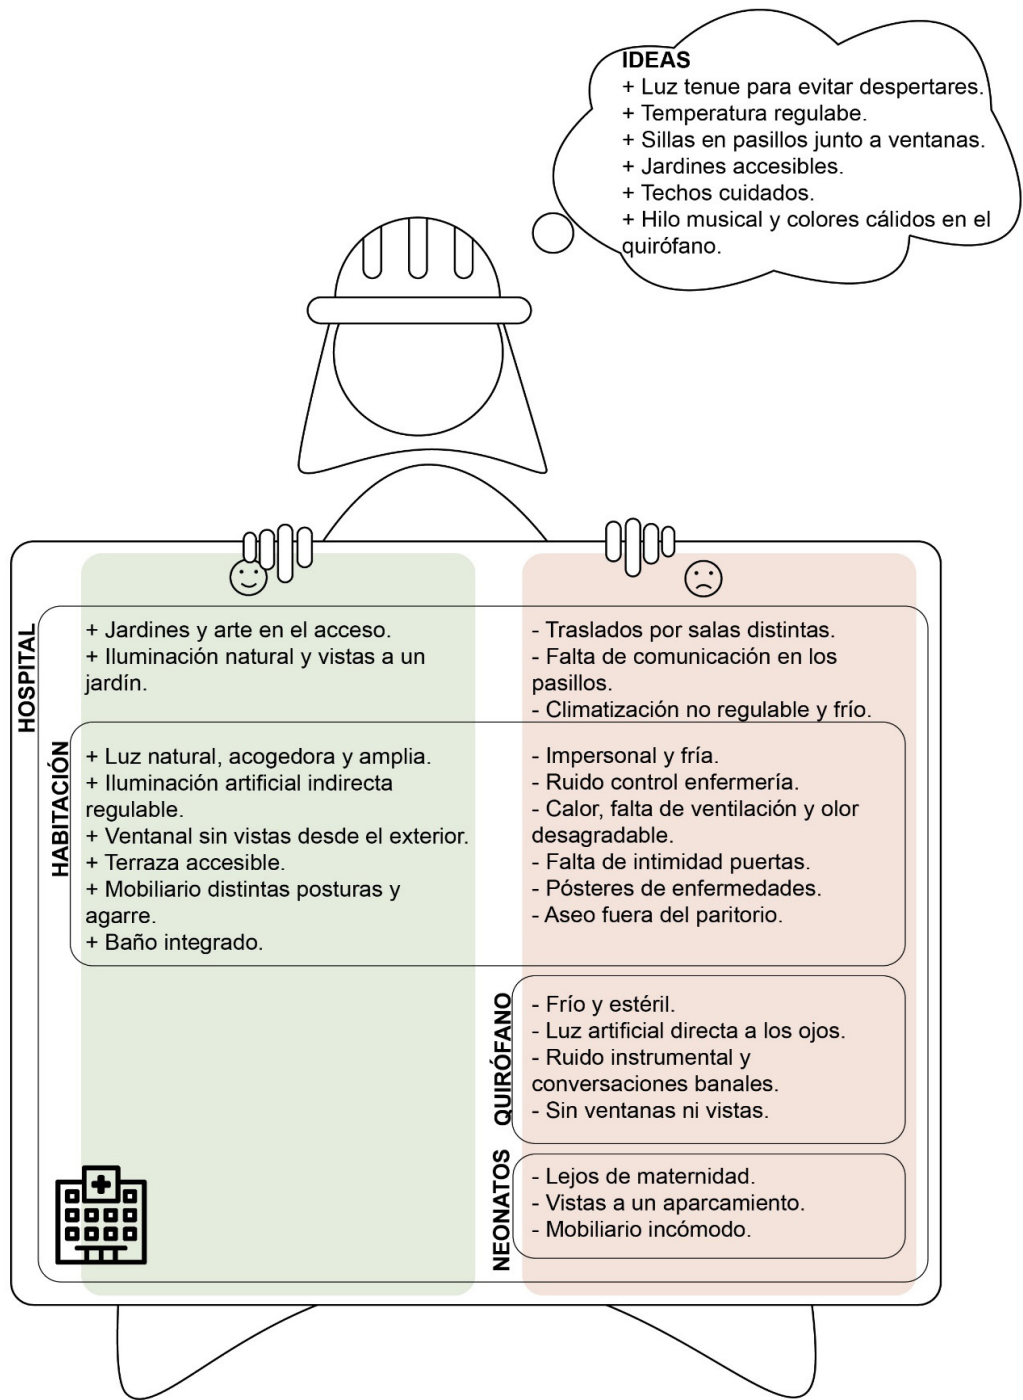 IDEAS
+ Luz tenue para evitar despertares.
+ Temperatura regulabe.
+ Sillas en pasillos junto a ventanas.
+ Jardines accesibles.
+ Techos cuidados.
+ Hilo musical y colores cálidos en el
quirófano.
HOSPITAL
+ Jardines y arte en el acceso.
+ Iluminación natural y vistas a un
jardín.
- Traslados por salas distintas.
- Falta de comunicación en los
pasillos.
- Climatización no regulable y frío.
HABITACIÓN
+ Luz natural, acogedora y amplia.
+ Iluminación artificial indirecta
regulable.
+ Ventanal sin vistas desde el exterior.
+ Terraza accesible.
+ Mobiliario distintas posturas y
agarre.
+ Baño integrado.
- Impersonal y fría.
- Ruido control enfermería.
- Calor, falta de ventilación y olor
desagradable.
- Falta de intimidad puertas.
- Pósteres de enfermedades.
- Aseo fuera del paritorio.
QUIRÓFANO
- Frío y estéril.
- Luz artificial directa a los ojos.
- Ruido instrumental y
conversaciones banales.
- Sin ventanas ni vistas.
NEONATOS
- Lejos de maternidad.
- Vistas a un aparcamiento.
- Mobiliario incómodo.